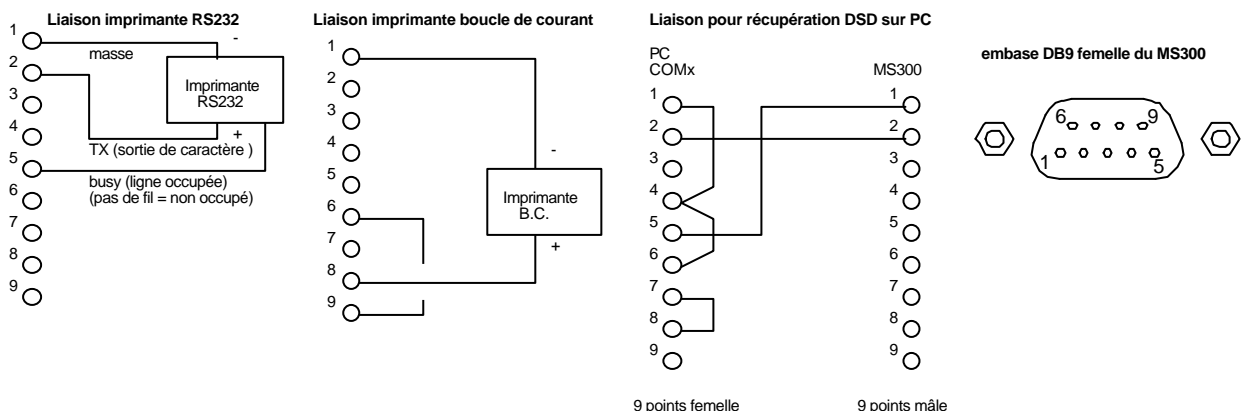 Liaison imprimante RS232
1
2
3
4
5
6
7
8
9
masse
-
Imprimante
RS232
+
TX (sortie de caractère )
busy (ligne occupée)
(pas de fil = non occupé)
Liaison imprimante boucle de courant
1
2
3
4
5
6
7
8
9
-
Imprimante
B.C.
+
Liaison pour récupération DSD sur PC
PC
COMx
1
2
3
4
5
6
7
8
9
9 points femelle
MS300
1
2
3
4
5
6
7
8
9
9 points mâle
embase DB9 femelle du MS300
6 9
1 5